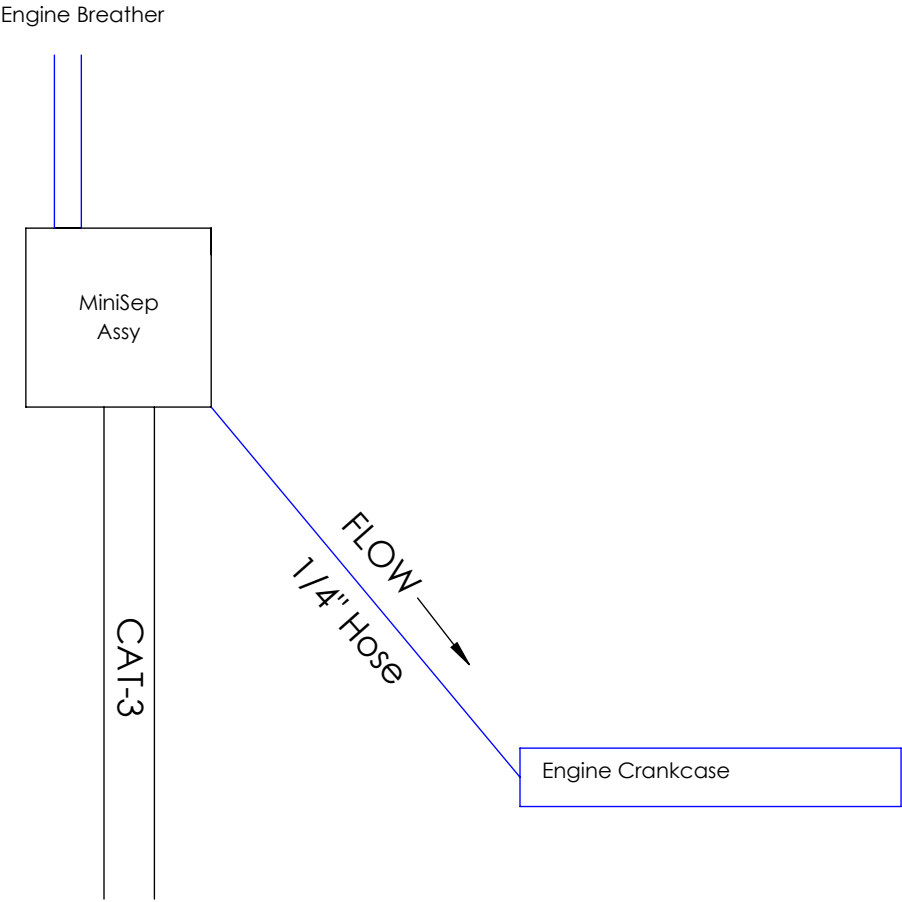 Engine Breather
MiniSep
Assy
FLOW
1/4" Hose
CAT-3
Engine Crankcase